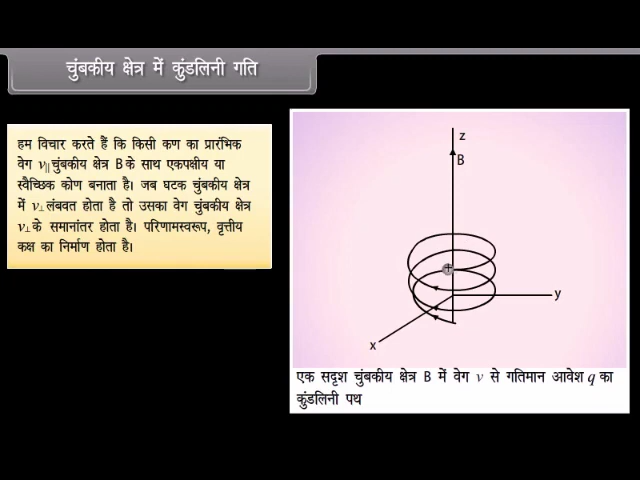 चुंबकीय क्षेत्र में कुंडलिनी गति
हम विचार करते हैं कि किसी कण का प्रारंभिक
वेग v|| चुंबकीय क्षेत्र B के साथ एकपक्षीय या
स्वैच्छिक कोण बनाता है। जब घटक चुंबकीय क्षेत्र
में v⊥ लंबवत होता है तो उसका वेग चुंबकीय क्षेत्र
v⊥ के समानांतर होता है। परिणामस्वरूप, वृत्तीय
कक्ष का निर्माण होता है।
z
B
+
y
x
एक सदृश चुंबकीय क्षेत्र B में वेग v से गतिमान आवेश q का
कुंडलिनी पथ